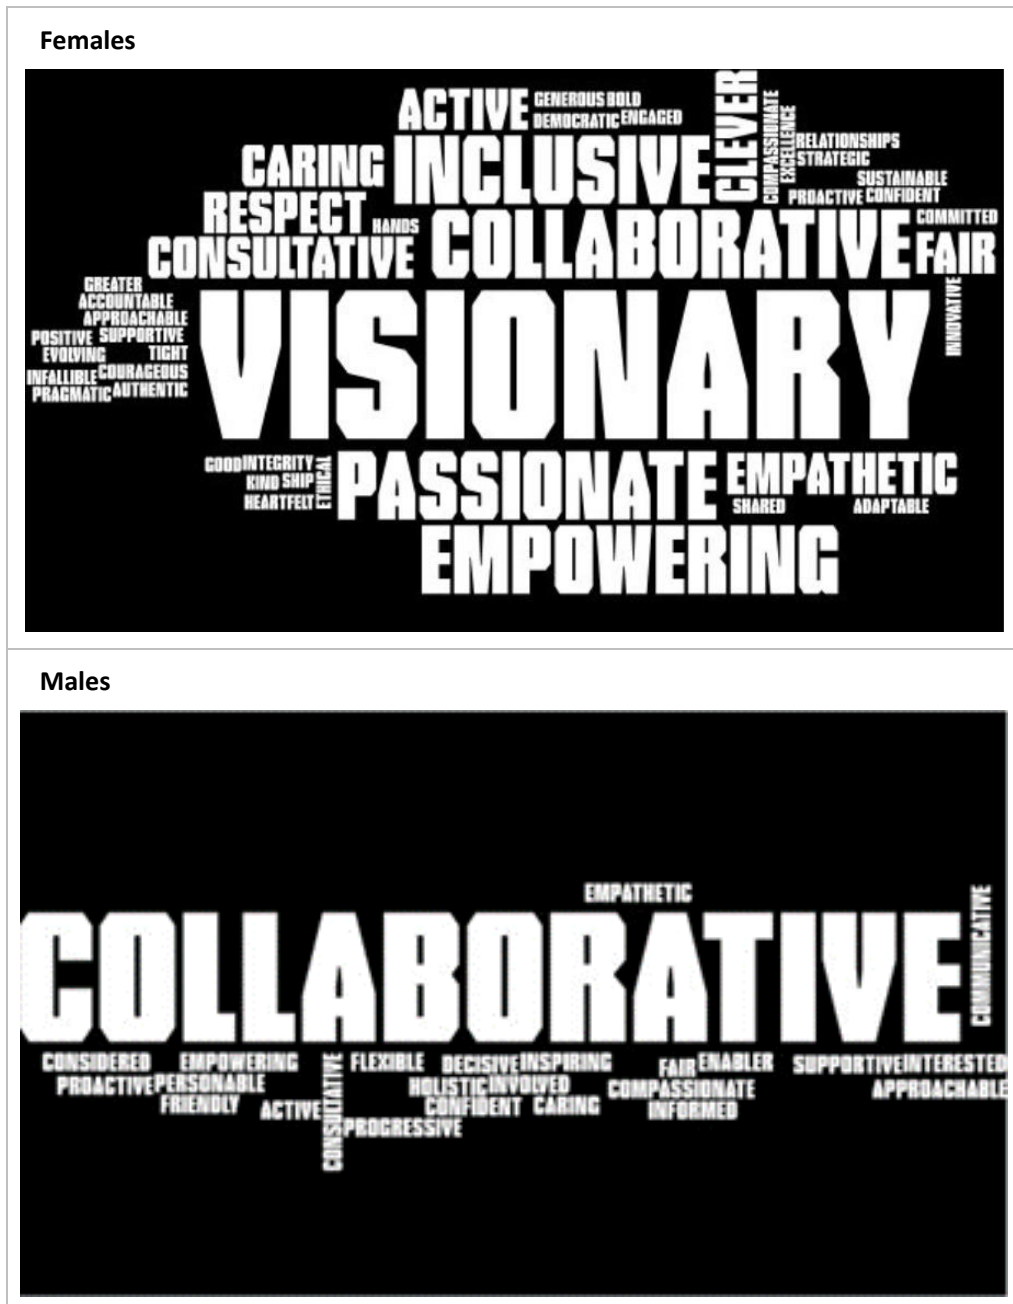 Females
ACTIVE GENEROUS BOLD
DEMOCRATIC ENGAGED
CLEVER
COMPASSIONATE
EXCELLENCE
RELATIONSHIPS
STRATEGIC
CARING INCLUSIVE
SUSTAINABLE
PROACTIVE CONFIDENT
RESPECT HANDS
COMMITTED
CONSULTATIVE COLLABORATIVE FAIR
GREATER
ACCOUNTABLE
APPROACHABLE
POSITIVE SUPPORTIVE
EVOLVING TIGHT
INFALLIBLE COURAGEOUS
PRAGMATIC AUTHENTIC
VISIONARY
INNOVATIVE
GOOD INTEGRITY
KIND SHIP
HEARTFELT
ETHICAL
PASSIONATE EMPATHETIC
SHARED ADAPTABLE
EMPOWERING
Males
EMPATHETIC
COLLABORATIVE
COMMUNICATIVE
CONSIDERED EMPOWERING FLEXIBLE DECISIVE INSPIRING FAIR ENABLER SUPPORTIVE INTERESTED
PROACTIVE PERSONABLE HOLISTIC INVOLVED COMPASSIONATE APPROACHABLE
FRIENDLY ACTIVE CONSULTATIVE CONFIDENT CARING INFORMED
PROGRESSIVE